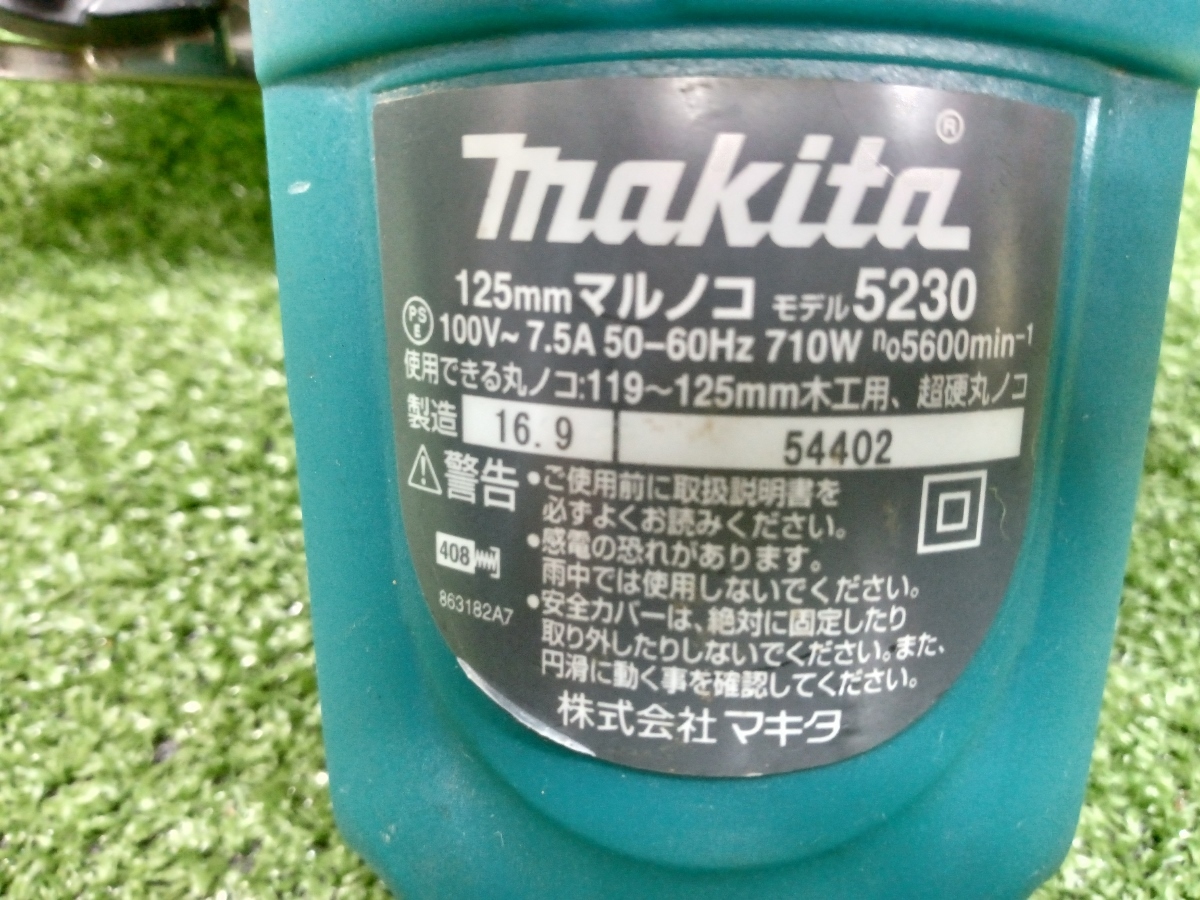 makita®
125mmマルノコ モデル 5230
PSE 100V~ 7.5A 50-60Hz 710W n₀5600min⁻¹
使用できる丸ノコ:119～125mm木工用、超硬丸ノコ
製造 16.9 54402
警告 •ご使用前に取扱説明書を
必ずよくお読みください。
•感電の恐れがあります。
雨中では使用しないでください。
408
863182A7
•安全カバーは、絶対に固定したり
取り外したりしないでください。また、
円滑に動く事を確認してください。
株式会社 マキタ